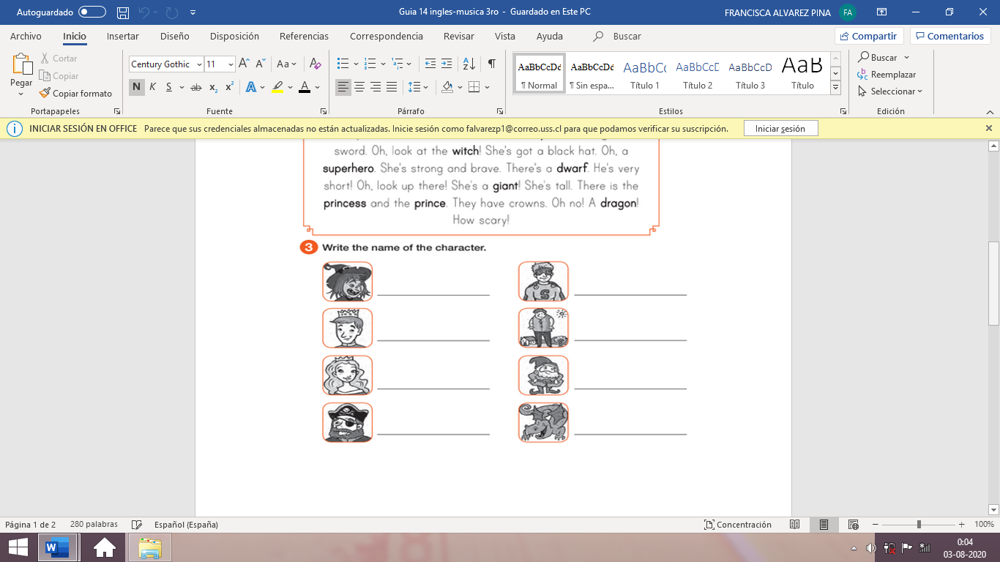 Autoguardado
Guia 14 ingles-musica 3ro - Guardado en Este PC
FRANCISCA ALVAREZ PINA
FA
Archivo Inicio Insertar Diseño Disposición Referencias Correspondencia Revisar Vista Ayuda Buscar
Compartir Comentarios
Pegar
Cortar
Copiar
Copiar formato
Portapapeles
Century Gothic 11
Aa
N K S ab x₂ x²
Fuente
Párrafo
AaBbCcDd AaBbCcDd AaBbCc AaBbCcD AaBbCcD AaB
¶ Normal ¶ Sin espa... Título 1 Título 2 Título 3 Título
Estilos
Buscar
Reemplazar
Seleccionar
Edición
INICIAR SESIÓN EN OFFICE Parece que sus credenciales almacenadas no están actualizadas. Inicie sesión como falvarezp1@correo.uss.cl para que podamos verificar su suscripción. Iniciar sesión
sword. Oh, look at the witch! She's got a black hat. Oh, a
superhero. She's strong and brave. There's a dwarf. He's very
short! Oh, look up there! She's a giant! She's tall. There is the
princess and the prince. They have crowns. Oh no! A dragon!
How scary!
3 Write the name of the character.
S
Página 1 de 2 280 palabras Español (España) Concentración 100%
0:04
03-08-2020